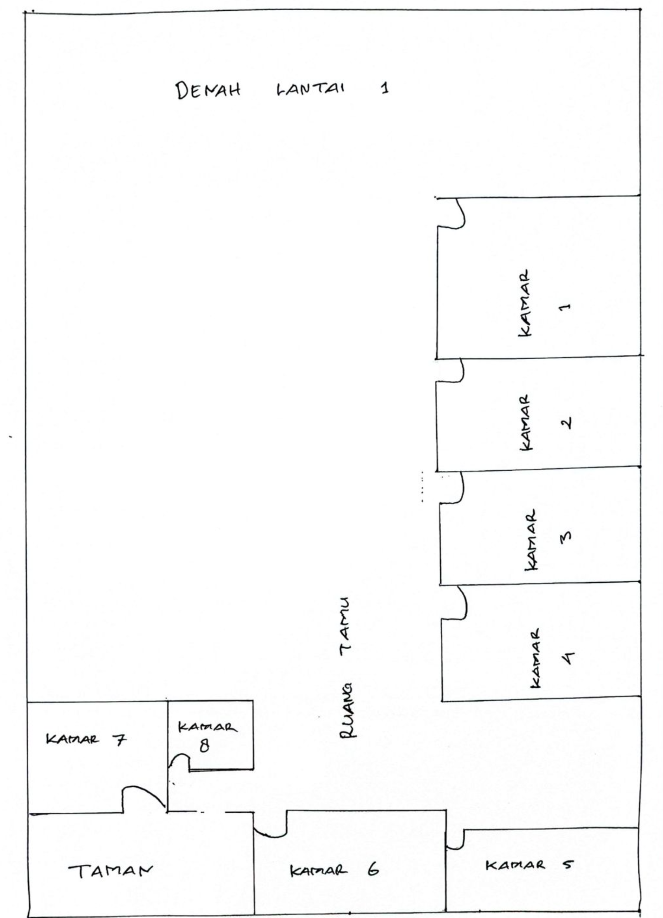 DENAH LANTAI 1
KAMAR
1
KAMAR
2
KAMAR
3
KAMAR
4
RUANG TAMU
KAMAR 7
KAMAR
8
TAMAN
KAMAR 6
KAMAR 5